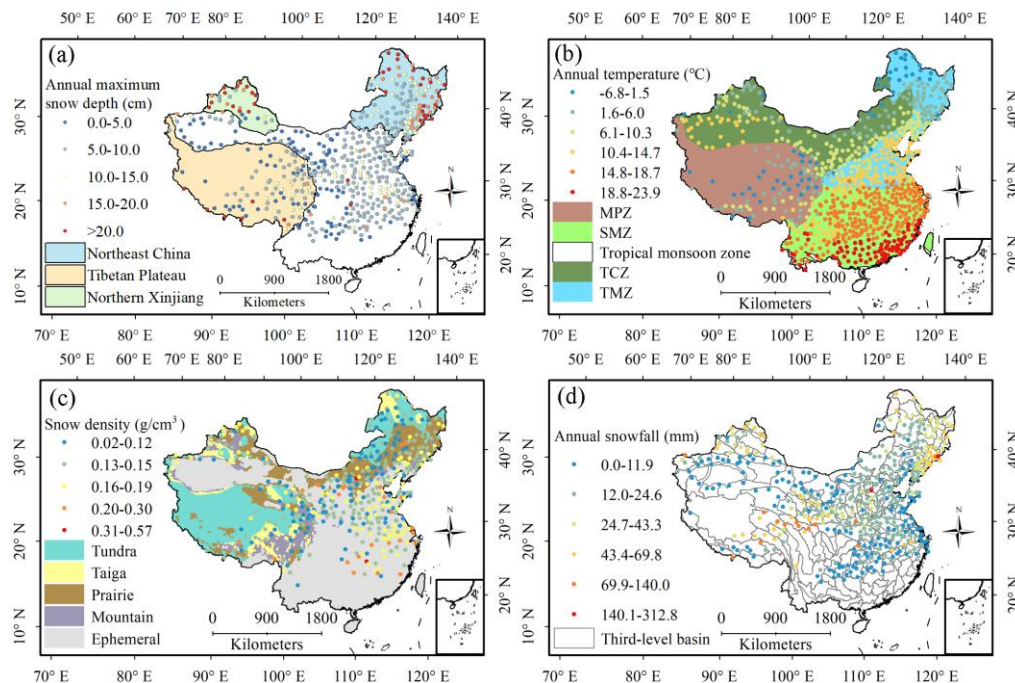 50° E 60° E 70° E 80° E 90° E 100° E 110° E 120° E 140° E
(a)
Annual maximum
snow depth (cm)
0.0-5.0
5.0-10.0
10.0-15.0
15.0-20.0
>20.0
Northeast China
Tibetan Plateau
Northern Xinjiang
0 900 1800
Kilometers
N
30° N
20° N
10° N
40° N
30° N
20° N
70° E 80° E 90° E 100° E 110° E 120° E
50° E 60° E 70° E 80° E 90° E 100° E 120° E 140° E
(b)
Annual temperature (℃)
-6.8-1.5
1.6-6.0
6.1-10.3
10.4-14.7
14.8-18.7
18.8-23.9
MPZ
SMZ
Tropical monsoon zone
TCZ
TMZ
0 900 1800
Kilometers
N
30° N
20° N
10° N
40° N
30° N
20° N
70° E 80° E 90° E 100° E 110° E 120° E
50° E 60° E 70° E 80° E 90° E 100° E 110° E 120° E 140° E
(c)
Snow density (g/cm³)
0.02-0.12
0.13-0.15
0.16-0.19
0.20-0.30
0.31-0.57
Tundra
Taiga
Prairie
Mountain
Ephemeral
0 900 1800
Kilometers
N
30° N
20° N
10° N
40° N
30° N
20° N
70° E 80° E 90° E 100° E 110° E 120° E
50° E 60° E 70° E 80° E 90° E 100° E 120° E 140° E
(d)
Annual snowfall (mm)
0.0-11.9
12.0-24.6
24.7-43.3
43.4-69.8
69.9-140.0
140.1-312.8
Third-level basin
0 900 1800
Kilometers
N
30° N
20° N
10° N
40° N
30° N
20° N
70° E 80° E 90° E 100° E 110° E 120° E